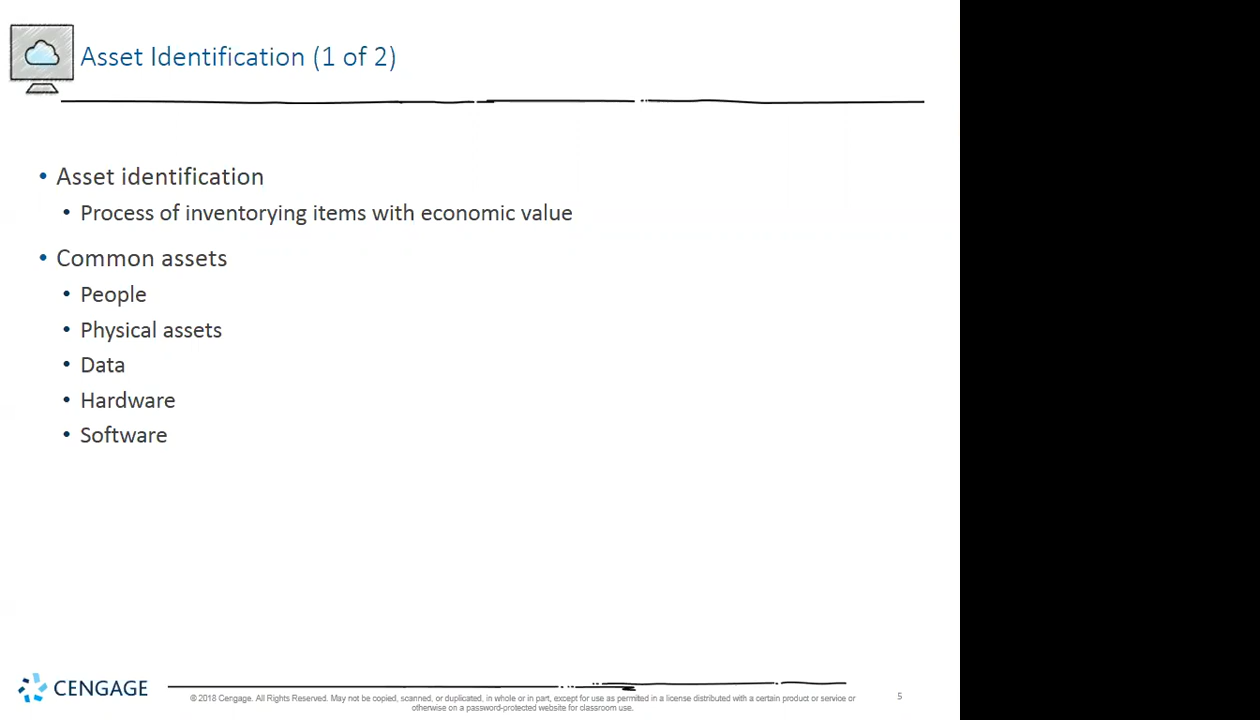 Asset Identification (1 of 2)
• Asset identification
• Process of inventorying items with economic value
• Common assets
• People
• Physical assets
• Data
• Hardware
• Software
CENGAGE
© 2018 Cengage. All Rights Reserved. May not be copied, scanned, or duplicated, in whole or in part, except for use as permitted in a license distributed with a certain product or service or
otherwise on a password-protected website for classroom use.
5